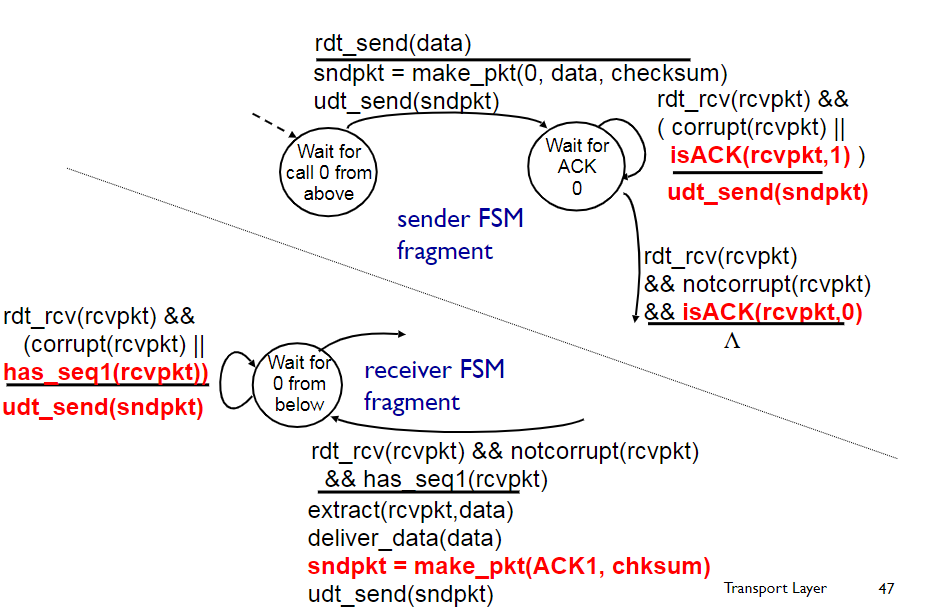 rdt_send(data)
sndpkt = make_pkt(0, data, checksum)
udt_send(sndpkt)
rdt_rcv(rcvpkt) &&
( corrupt(rcvpkt) ||
isACK(rcvpkt,1) )
udt_send(sndpkt)
Wait for
call 0 from
above
Wait for
ACK
0
sender FSM
fragment
rdt_rcv(rcvpkt)
&& notcorrupt(rcvpkt)
&& isACK(rcvpkt,0)
Λ
rdt_rcv(rcvpkt) &&
(corrupt(rcvpkt) ||
has_seq1(rcvpkt))
udt_send(sndpkt)
Wait for
0 from
below
receiver FSM
fragment
rdt_rcv(rcvpkt) && notcorrupt(rcvpkt)
&& has_seq1(rcvpkt)
extract(rcvpkt,data)
deliver_data(data)
sndpkt = make_pkt(ACK1, chksum)
udt_send(sndpkt)
Transport Layer 47